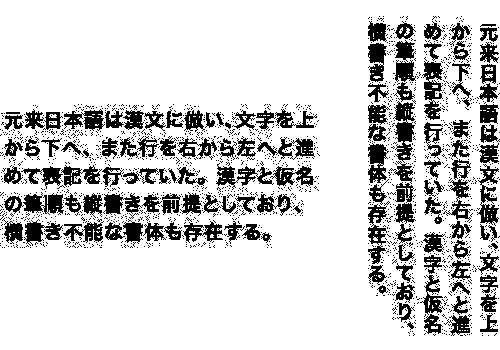 元来日本語は漢文に倣い、文字を上
から下へ、また行を右から左へと進
めて表記を行っていた。漢字と仮名
の筆順も縦書きを前提としており、
横書き不能な書体も存在する。
元来日本語は漢文に倣い、文字を上
から下へ、また行を右から左へと進
めて表記を行っていた。漢字と仮名
の筆順も縦書きを前提としており、
横書き不能な書体も存在する。